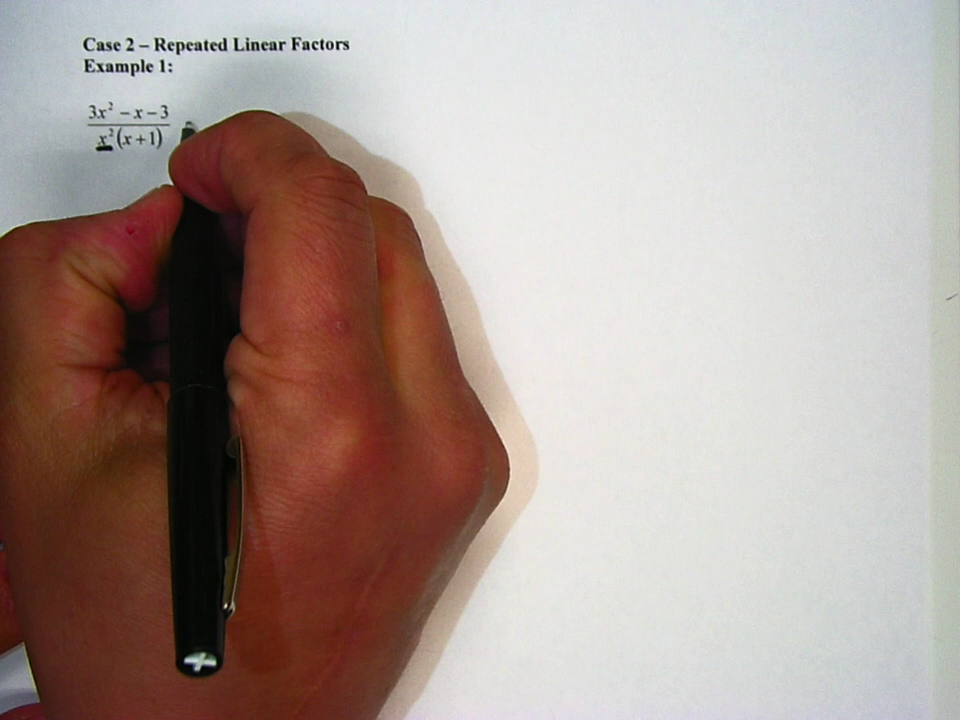 Case 2 – Repeated Linear Factors
Example 1:
3x² – x – 3
x²(x+1)